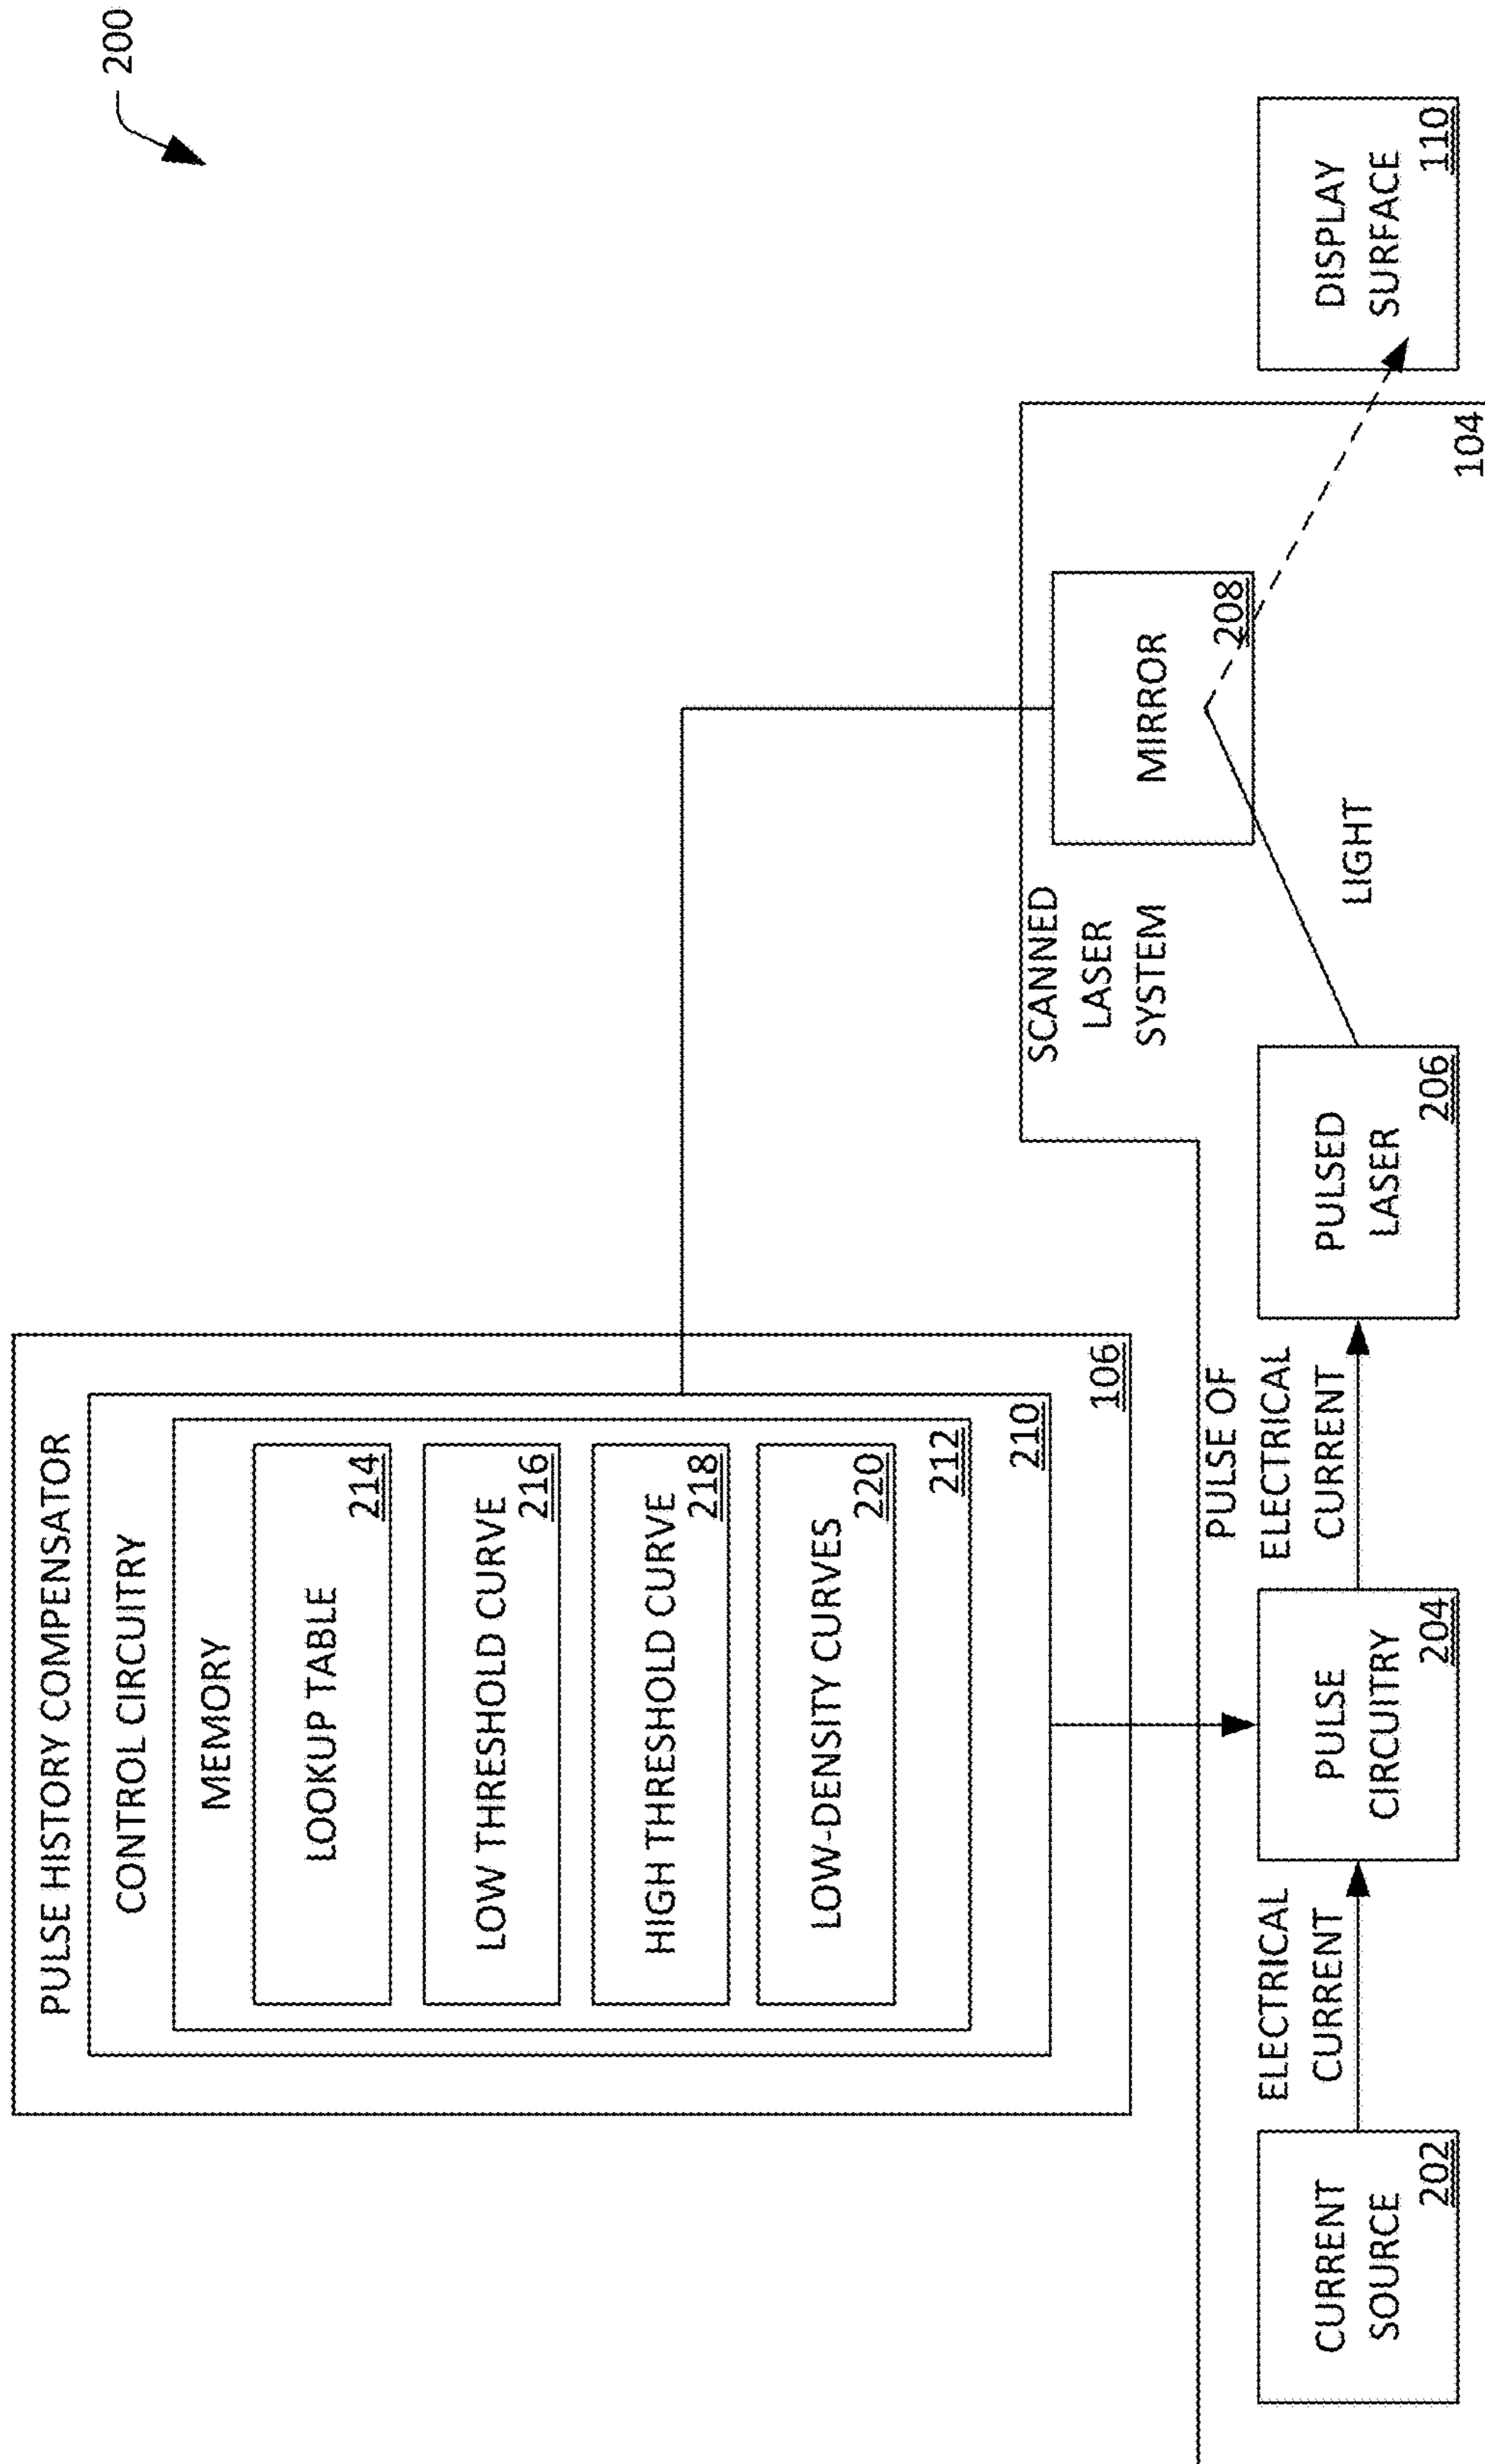 200
PULSE HISTORY COMPENSATOR
CONTROL CIRCUITRY
MEMORY
LOOKUP TABLE
214
LOW THRESHOLD CURVE
216
HIGH THRESHOLD CURVE
218
LOW-DENSITY CURVES
220
212
210
106
SCANNED
LASER
SYSTEM
MIRROR
208
CURRENT
SOURCE
202
ELECTRICAL
CURRENT
PULSE
CIRCUITRY
204
PULSE OF
ELECTRICAL
CURRENT
PULSED
LASER
206
LIGHT
104
DISPLAY
SURFACE
110